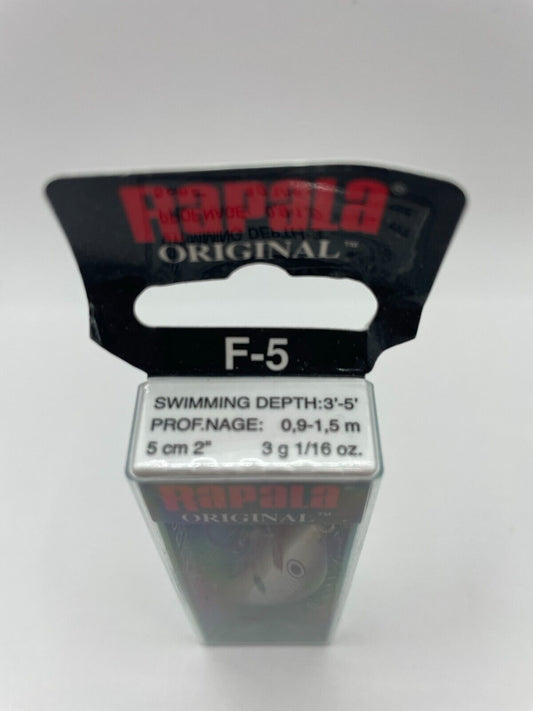 RAPALA®
ORIGINAL™
F-5
SWIMMING DEPTH:3'-5'
PROF.NAGE: 0,9-1,5 m
5 cm 2" 3 g 1/16 oz.
RAPALA
ORIGINAL™